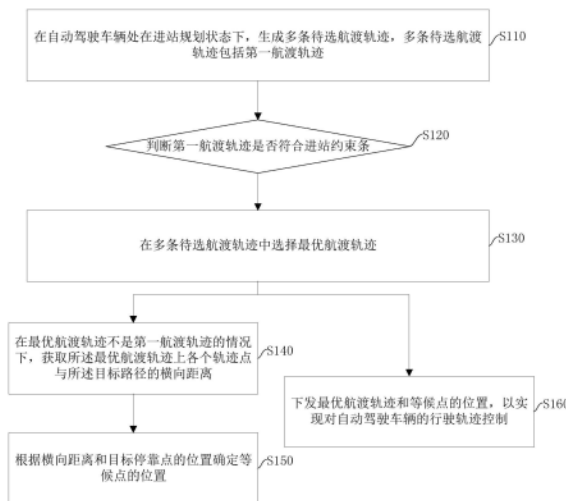 在自动驾驶车辆处在进站规划状态下，生成多条待选航渡轨迹，多条待选航渡
轨迹包括第一航渡轨迹
S110
判断第一航渡轨迹是否符合进站约束条
S120
在多条待选航渡轨迹中选择最优航渡轨迹
S130
在最优航渡轨迹不是第一航渡轨迹的情况
下，获取所述最优航渡轨迹上各个轨迹点
与所述目标路径的横向距离
S140
下发最优航渡轨迹和等候点的位置，以实
现对自动驾驶车辆的行驶轨迹控制
S160
根据横向距离和目标停靠点的位置确定等
候点的位置
S150